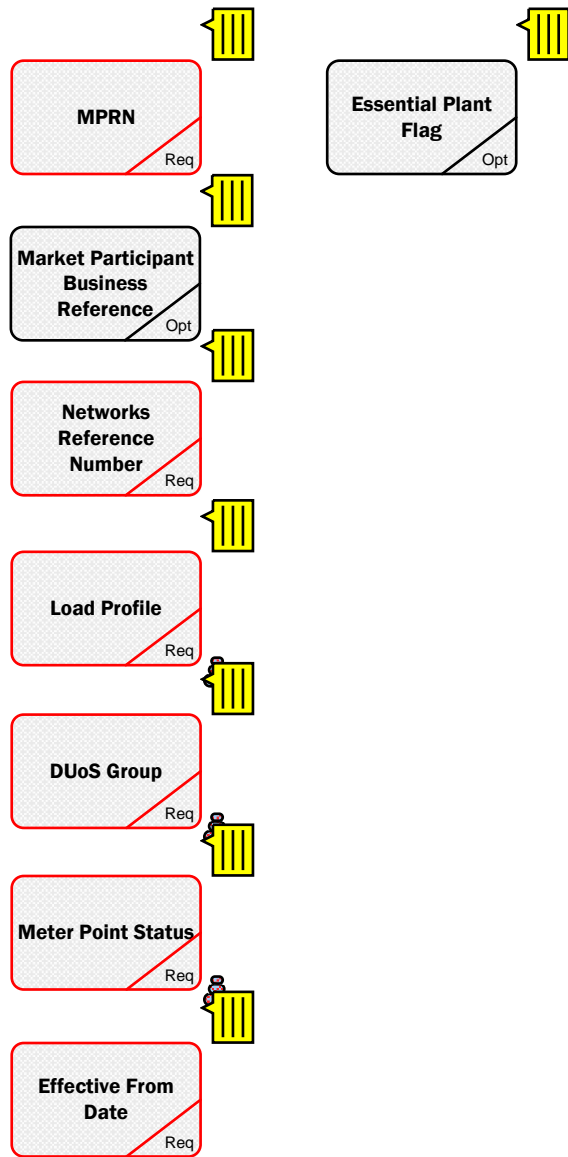 MPRN
Req
Essential Plant
Flag
Opt
Market Participant
Business
Reference
Opt
Networks
Reference
Number
Req
Load Profile
Req
DUoS Group
Req
Meter Point Status
Req
Effective From
Date
Req